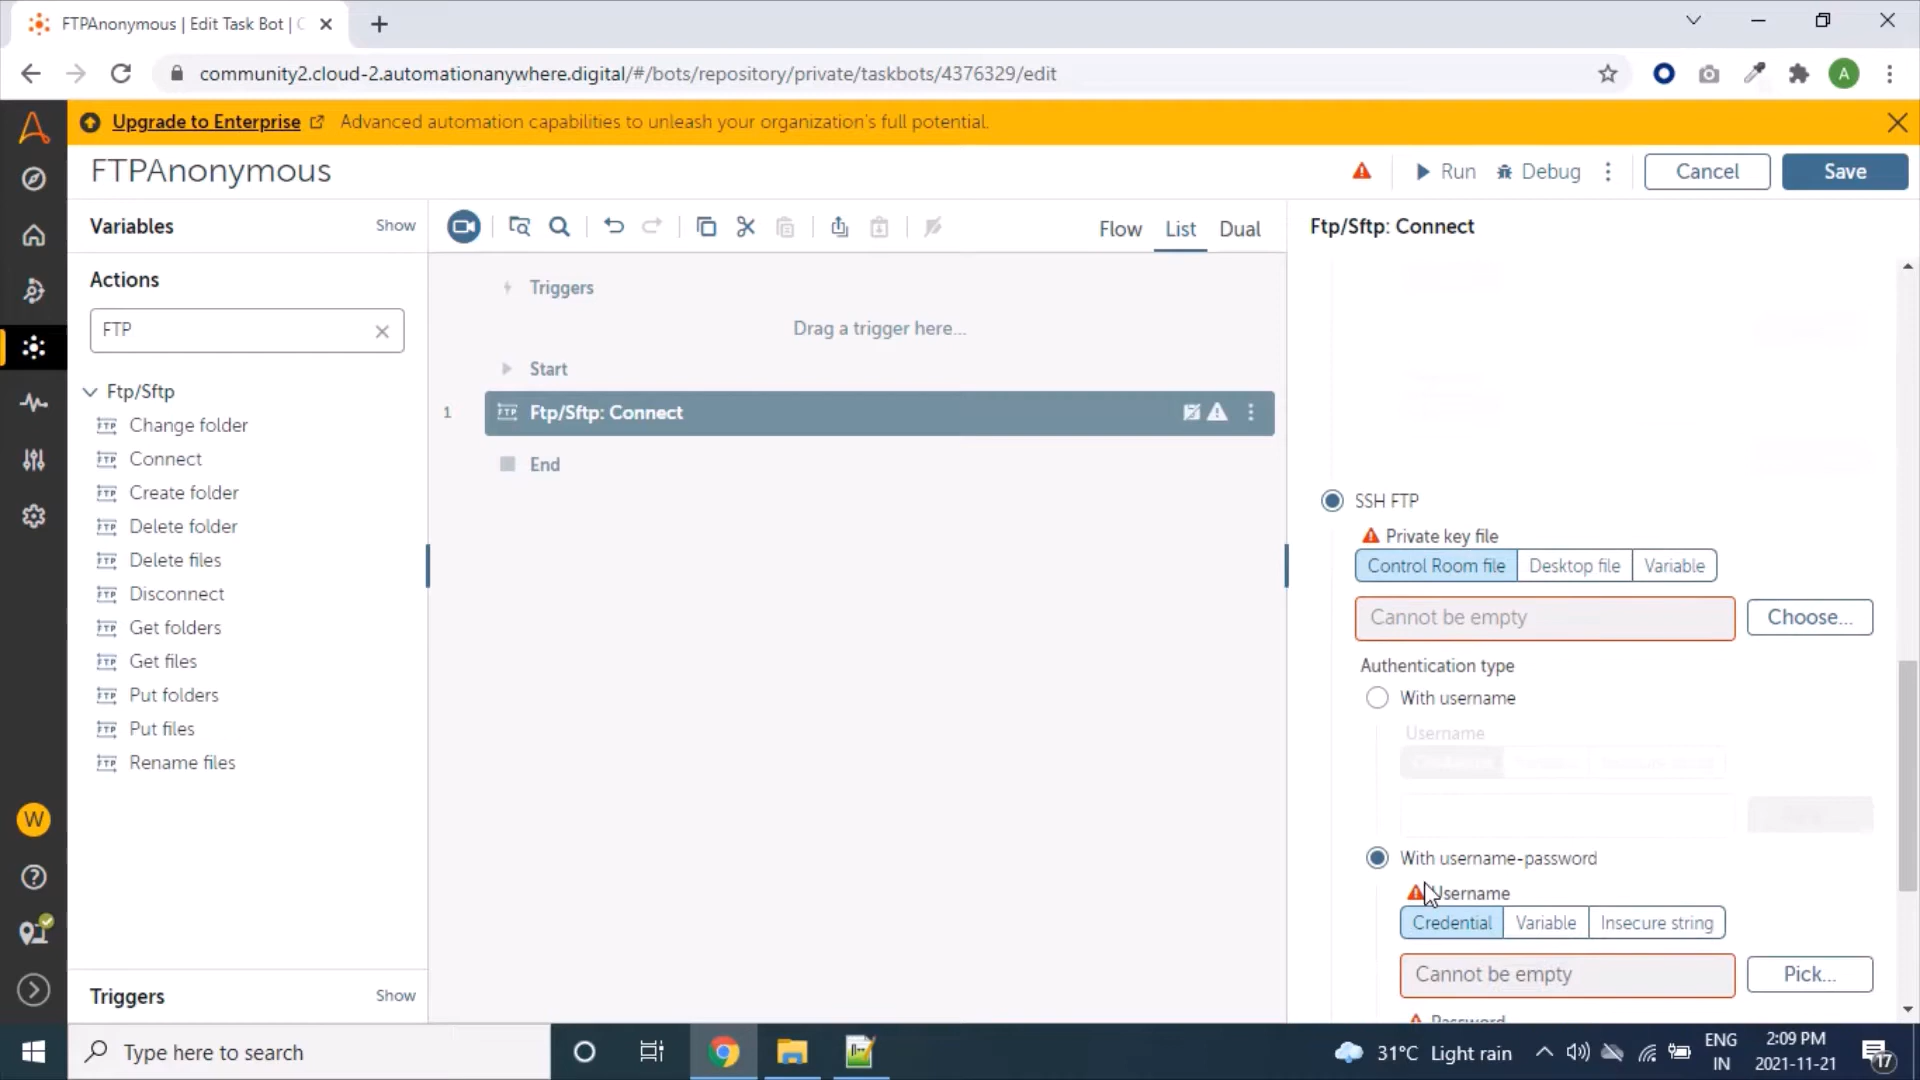 FTPAnonymous | Edit Task Bot |
community2.cloud-2.automationanywhere.digital/#/bots/repository/private/taskbots/4376329/edit
A
Upgrade to Enterprise Advanced automation capabilities to unleash your organization's full potential.
FTPAnonymous
Run Debug Cancel Save
Variables Show
Flow List Dual
Ftp/Sftp: Connect
Actions
FTP
Ftp/Sftp
Change folder
Connect
Create folder
Delete folder
Delete files
Disconnect
Get folders
Get files
Put folders
Put files
Rename files
Triggers Show
Triggers
Drag a trigger here...
Start
1 Ftp/Sftp: Connect
End
SSH FTP
Private key file
Control Room file Desktop file Variable
Cannot be empty Choose...
Authentication type
With username
Username
With username-password
Username
Credential Variable Insecure string
Cannot be empty Pick...
Password
W
Type here to search
31°C Light rain
ENG
IN
2:09 PM
2021-11-21
17